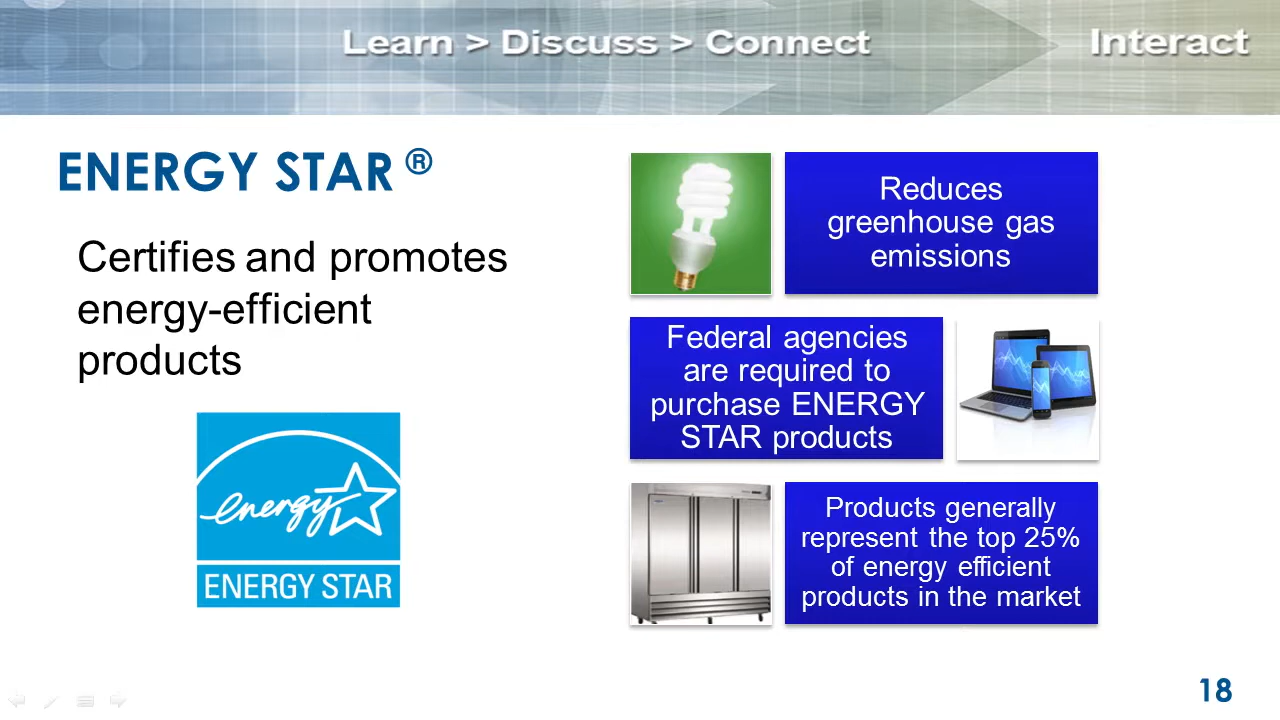 Learn > Discuss > Connect
Interact
ENERGY STAR ®
Certifies and promotes
energy-efficient
products
energy
ENERGY STAR
Reduces
greenhouse gas
emissions
Federal agencies
are required to
purchase ENERGY
STAR products
Products generally
represent the top 25%
of energy efficient
products in the market
18